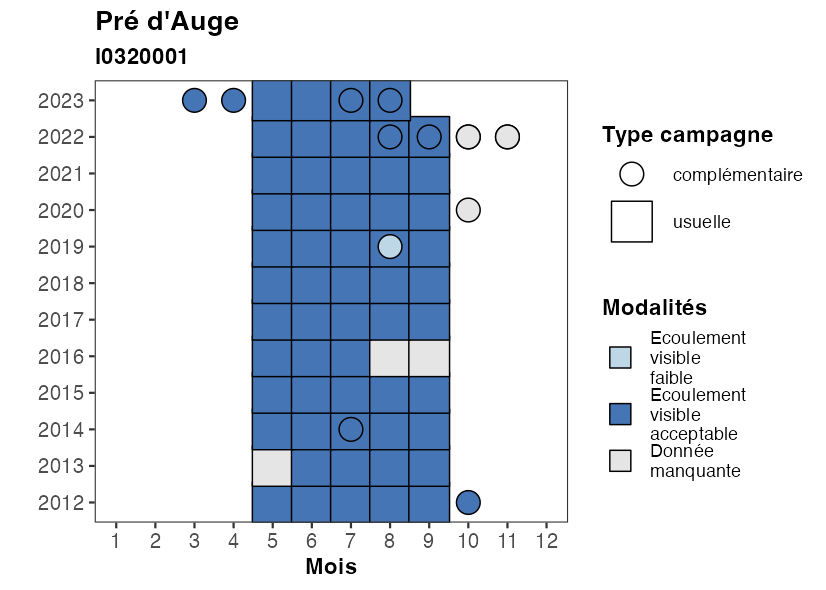 Pré d'Auge
I0320001
2023
2022
2021
2020
2019
2018
2017
2016
2015
2014
2013
2012
1 2 3 4 5 6 7 8 9 10 11 12
Mois
Type campagne
complémentaire
usuelle
Modalités
Ecoulement
visible
faible
Ecoulement
visible
acceptable
Donnée
manquante